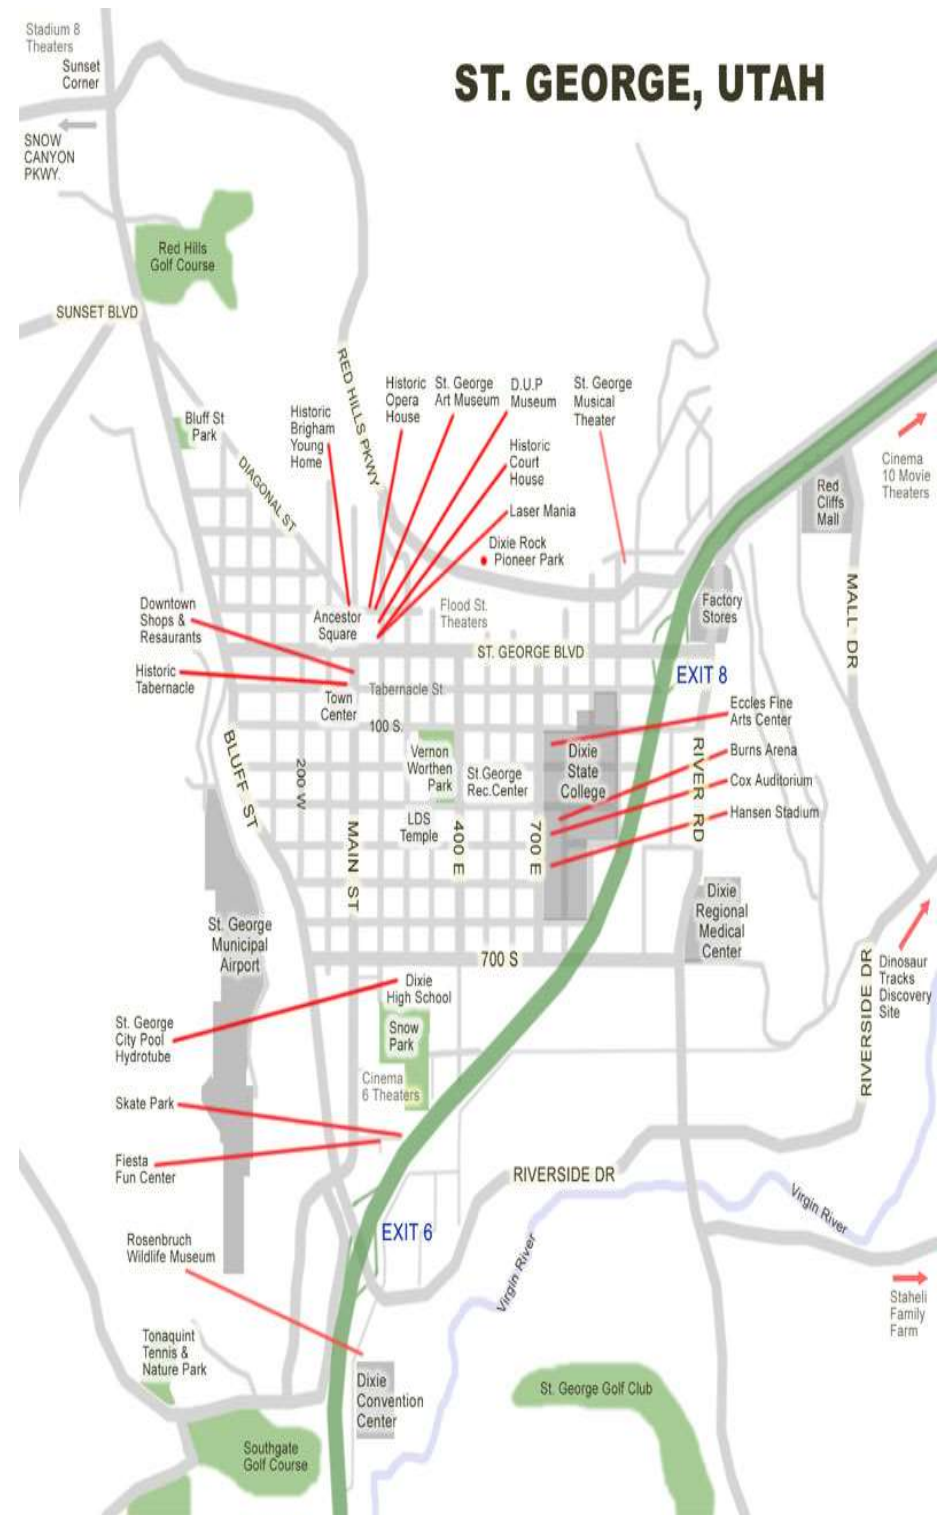 Stadium 8
Theaters
Sunset
Corner
ST. GEORGE, UTAH
SNOW
CANYON
PKWY.
Red Hills
Golf Course
SUNSET BLVD
RED HILLS PKWY
Historic
Opera
House
St. George
Art Museum
D.U.P
Museum
St. George
Musical
Theater
Bluff St
Park
Historic
Brigham
Young
Home
DIAGONAL ST
Historic
Court
House
Laser Mania
Dixie Rock
Pioneer Park
Cinema
10 Movie
Theaters
Red
Cliffs
Mall
MALL DR
Factory
Stores
Downtown
Shops &
Resaurants
Ancestor
Square
Flood St.
Theaters
ST. GEORGE BLVD
EXIT 8
Historic
Tabernacle
Town
Center
Tabernacle St.
100 S.
Eccles Fine
Arts Center
Burns Arena
Cox Auditorium
Hansen Stadium
BLUFF ST
200 W
MAIN ST
Vernon
Worthen
Park
St.George
Rec.Center
Dixie
State
College
RIVER RD
LDS
Temple
400 E
700 E
Dixie
Regional
Medical
Center
St. George
Municipal
Airport
700 S
RIVERSIDE DR
Dinosaur
Tracks
Discovery
Site
Dixie
High School
St. George
City Pool
Hydrotube
Snow
Park
Cinema
6 Theaters
Skate Park
Fiesta
Fun Center
RIVERSIDE DR
Virgin River
EXIT 6
Virgin River
Rosenbruch
Wildlife Museum
Staheli
Family
Farm
Tonaquint
Tennis &
Nature Park
Dixie
Convention
Center
St. George Golf Club
Southgate
Golf Course